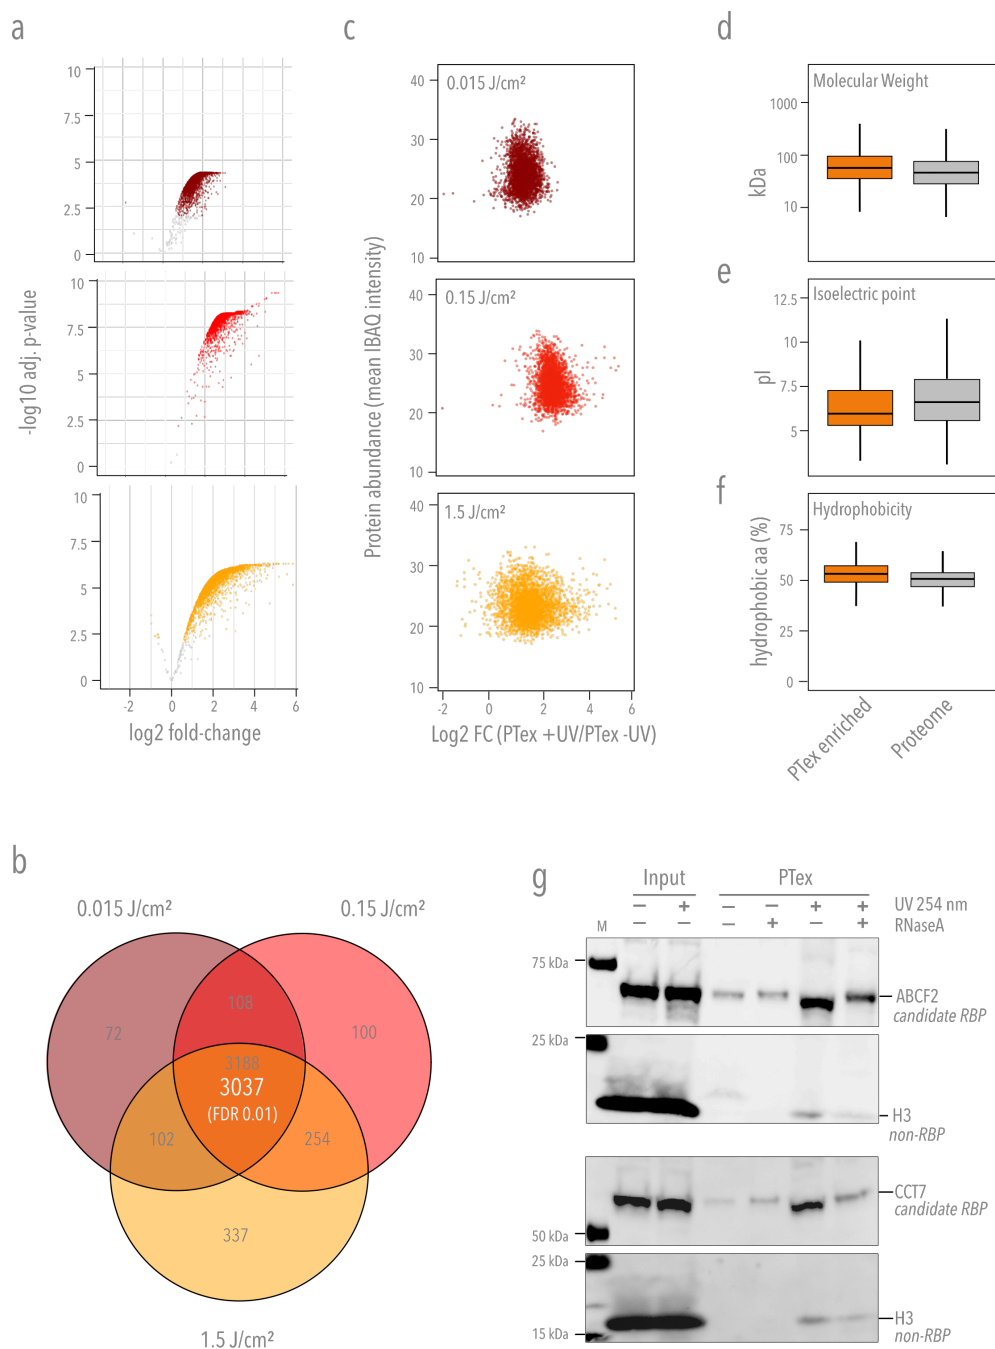 a
10
7.5
5
2.5
0
10
7.5
5
2.5
0
10
7.5
5
2.5
0
-2
0
2
4
6
-log10 adj. p-value
log2 fold-change
c
0.015 J/cm²
40
30
20
10
0.15 J/cm²
40
30
20
10
1.5 J/cm²
40
30
20
10
-2
0
2
4
6
Protein abundance (mean IBAQ intensity)
Log2 FC (PTex +UV/PTex -UV)
d
Molecular Weight
1000
100
10
kDa
e
Isoelectric point
12.5
7.5
5
pI
f
Hydrophobicity
75
50
25
0
hydrophobic aa (%)
PTex enriched
Proteome
b
0.015 J/cm²
0.15 J/cm²
108
72
100
3188
3037
(FDR 0.01)
102
254
337
1.5 J/cm²
g
Input
PTex
– + – – + +
UV 254 nm
M
– – – + – +
RNaseA
75 kDa
ABCF2
candidate RBP
25 kDa
H3
non-RBP
CCT7
candidate RBP
50 kDa
25 kDa
H3
non-RBP
15 kDa